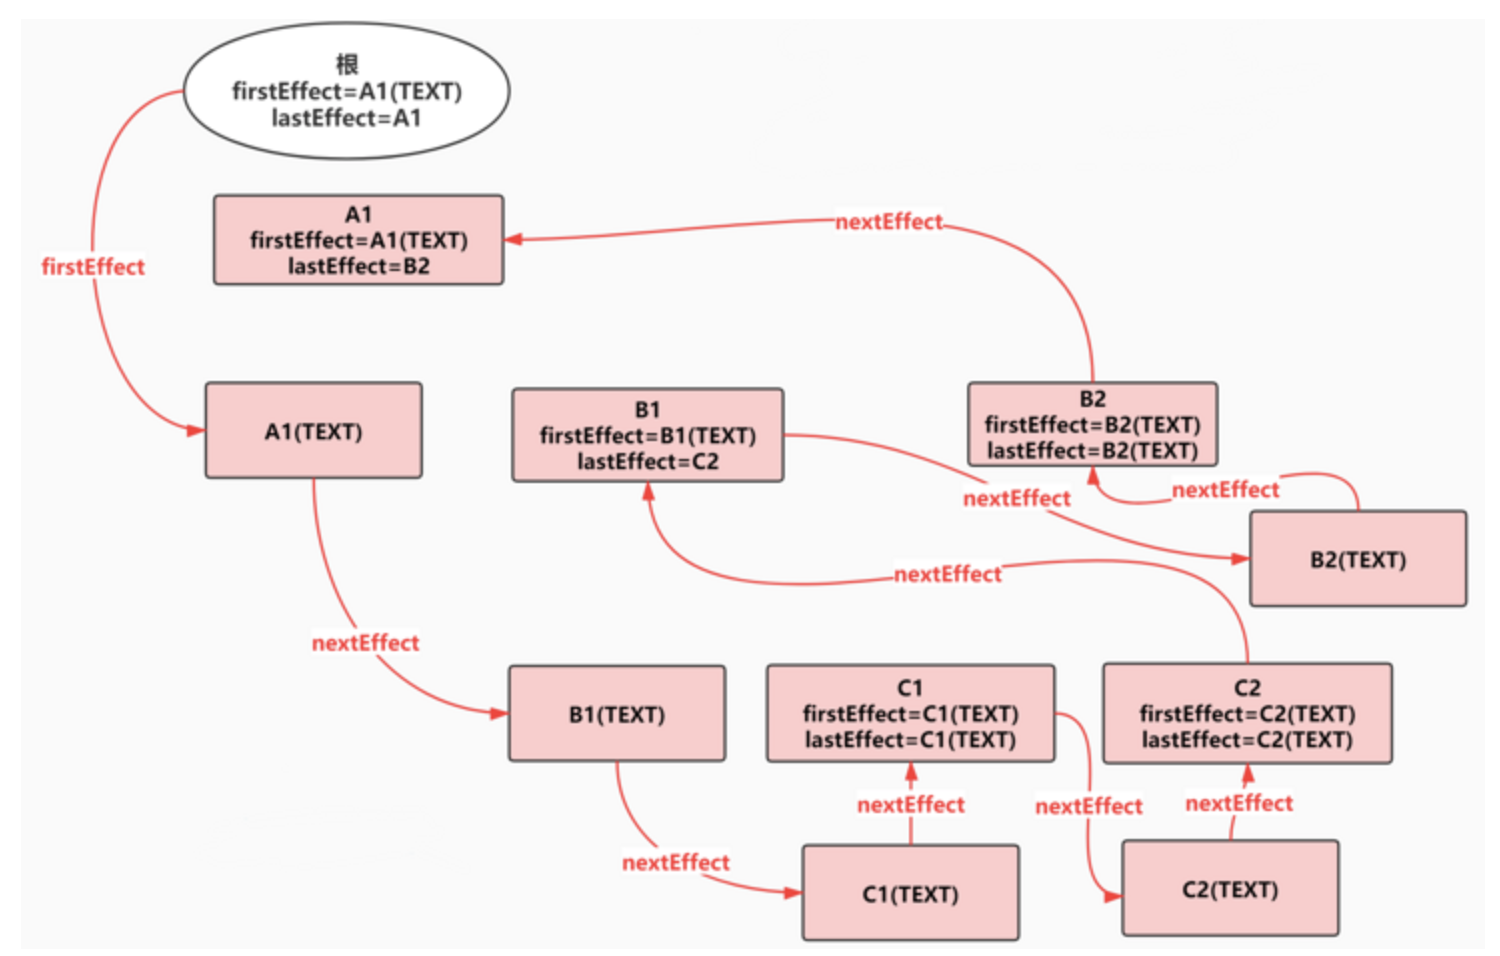 根
firstEffect=A1(TEXT)
lastEffect=A1
A1
firstEffect=A1(TEXT)
lastEffect=B2
nextEffect
firstEffect
A1(TEXT)
B1
firstEffect=B1(TEXT)
lastEffect=C2
B2
firstEffect=B2(TEXT)
lastEffect=B2(TEXT)
nextEffect
nextEffect
B2(TEXT)
nextEffect
nextEffect
B1(TEXT)
C1
firstEffect=C1(TEXT)
lastEffect=C1(TEXT)
C2
firstEffect=C2(TEXT)
lastEffect=C2(TEXT)
nextEffect
nextEffect
nextEffect
nextEffect
C1(TEXT)
C2(TEXT)